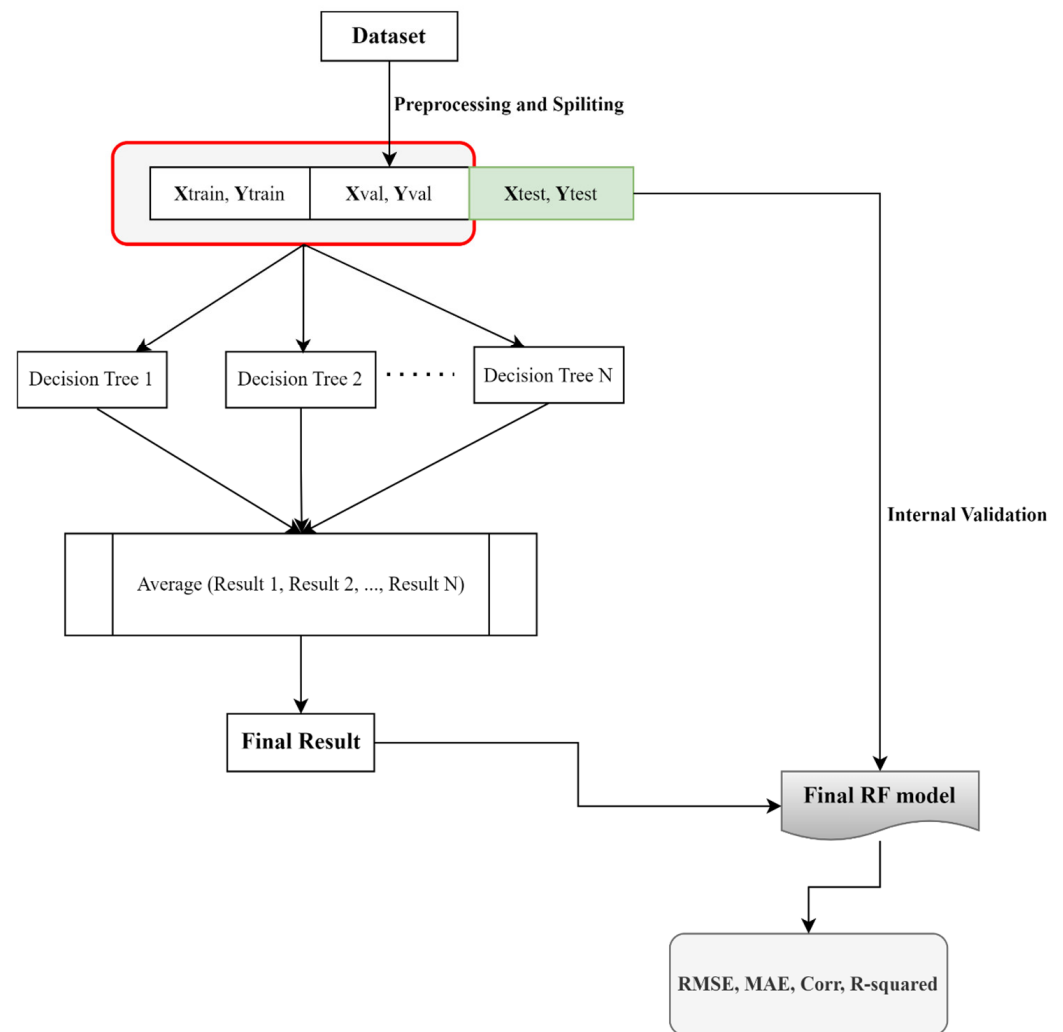 Dataset
Preprocessing and Spiliting
Xtrain, Ytrain
Xval, Yval
Xtest, Ytest
Decision Tree 1
Decision Tree 2
......
Decision Tree N
Internal Validation
Average (Result 1, Result 2, ..., Result N)
Final Result
Final RF model
RMSE, MAE, Corr, R-squared